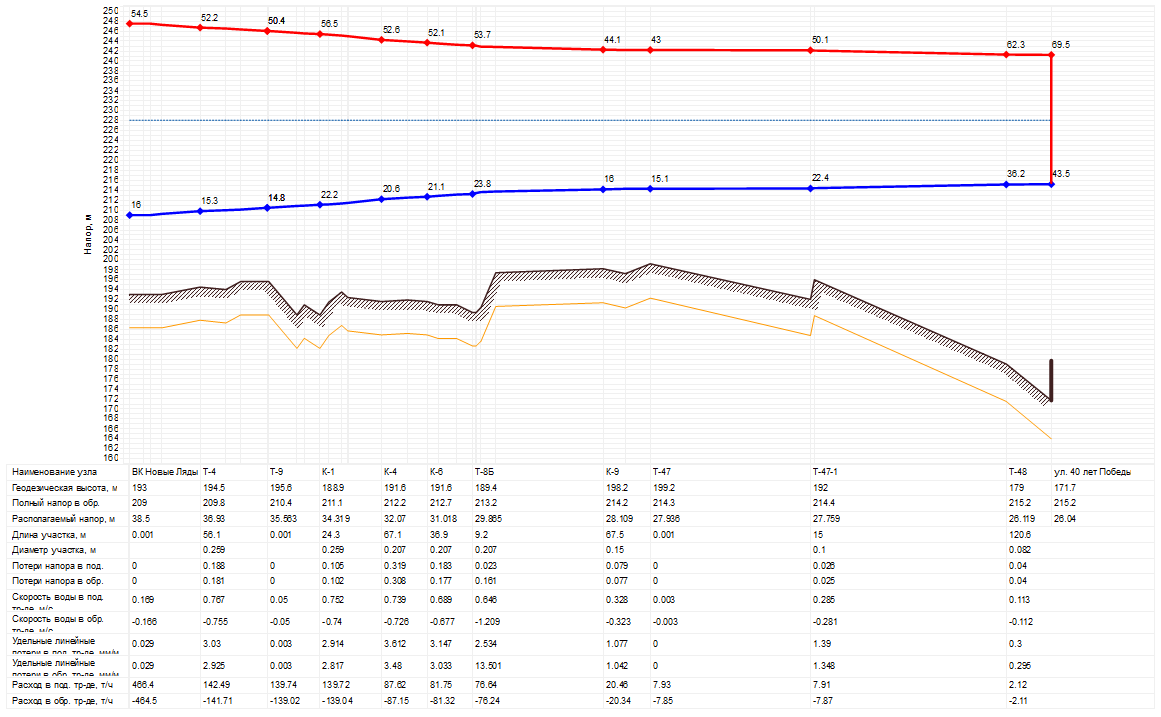 250
248
246
244
242
240
238
236
234
232
230
228
226
224
222
220
218
216
214
212
210
208
206
204
202
200
198
196
194
192
190
188
186
184
182
180
178
176
174
172
170
168
166
164
162
160
Напор, м
54.5 52.2 50.4 56.5 52.6 52.1 53.7 44.1 43 50.1 62.3 69.5
16 15.3 14.8 22.2 20.6 21.1 23.8 16 15.1 22.4 36.2 43.5
Наименование узла ВК Новые Ляды Т-4 Т-9 К-1 К-4 К-6 Т-8Б К-9 Т-47 Т-47-1 Т-48 ул. 40 лет Победы
Геодезическая высота, м 193 194.5 195.6 188.9 191.6 191.6 189.4 198.2 199.2 192 179 171.7
Полный напор в обр. 209 209.8 210.4 211.1 212.2 212.7 213.2 214.2 214.3 214.4 215.2 215.2
Располагаемый напор, м 38.5 36.93 35.563 34.319 32.07 31.018 29.865 28.109 27.936 27.759 26.119 26.04
Длина участка, м 0.001 56.1 0.001 24.3 67.1 36.9 9.2 67.5 0.001 15 120.6
Диаметр участка, м 0.259 0.259 0.207 0.207 0.207 0.15 0.1 0.082
Потери напора в под. 0 0.188 0 0.105 0.319 0.183 0.023 0.079 0 0.026 0.04
Потери напора в обр. 0 0.181 0 0.102 0.308 0.177 0.161 0.077 0 0.025 0.04
Скорость воды в под. тр-де, м/с 0.169 0.767 0.05 0.752 0.739 0.689 0.646 0.328 0.003 0.285 0.113
Скорость воды в обр. тр-де, м/с -0.166 -0.755 -0.05 -0.74 -0.726 -0.677 -1.209 -0.323 -0.003 -0.281 -0.112
Удельные линейные потери в под. тр-де, мм/м 0.029 3.03 0.003 2.914 3.612 3.147 2.534 1.077 0 1.39 0.3
Удельные линейные потери в обр. тр-де, мм/м 0.029 2.925 0.003 2.817 3.48 3.033 13.501 1.042 0 1.348 0.295
Расход в под. тр-де, т/ч 466.4 142.49 139.74 139.72 87.62 81.75 76.64 20.46 7.93 7.91 2.12
Расход в обр. тр-де, т/ч -464.5 -141.71 -139.02 -139.04 -87.15 -81.32 -76.24 -20.34 -7.85 -7.87 -2.11